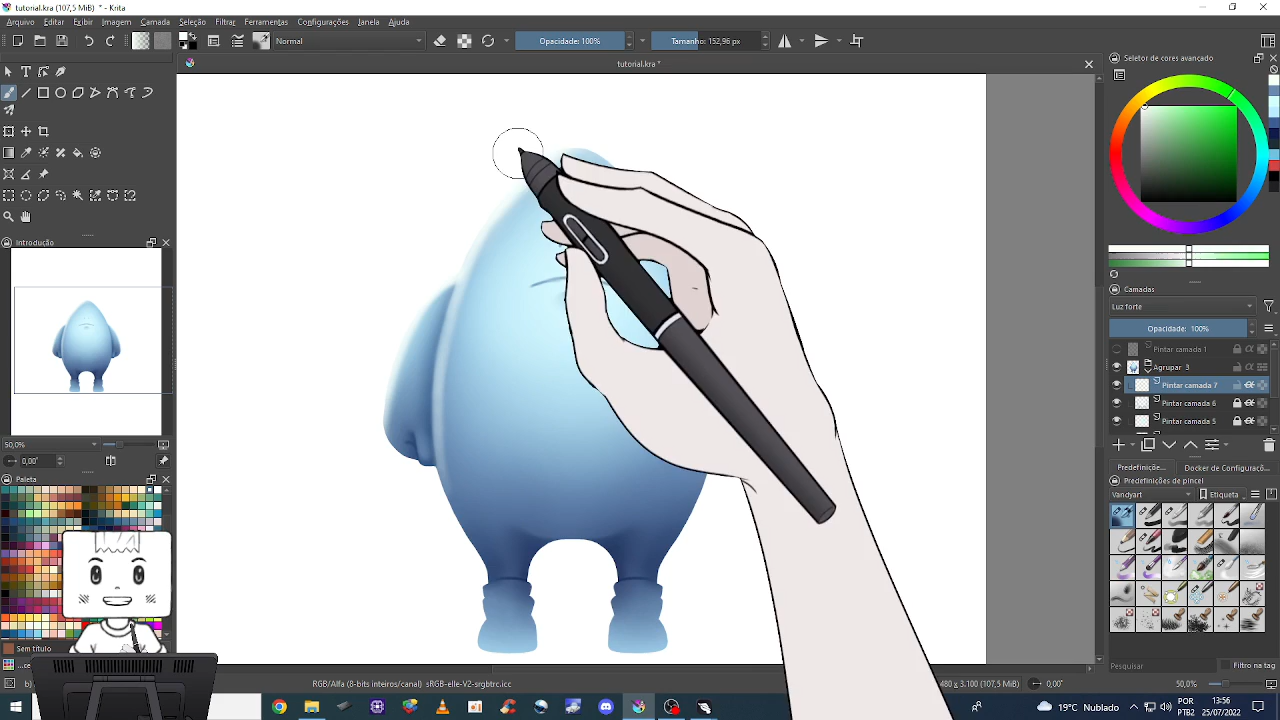 tutorial.kra (107,5 MiB) * - Krita
Arquivo Editar Exibir Imagem Camada Seleção Filtrar Ferramentas Configurações Janela Ajuda
Normal Opacidade: 100% Tamanho: 152,96 px
tutorial.kra *
Seletor de cores avançado
Introdução
50,0%
0,00°
Paleta
Sem título
Camadas
Luz forte
Opacidade: 100%
Pintar camada 1
Agrupar 3
Pintar camada 7
Pintar camada 6
Pintar camada 5
Predefiniçõe... Docker de Configuraçõ...
Predefinições de pincel
Vandyart Etiqueta
Pesquisar Filtro na tag
RGB/Alfa (8-bits inteiros/canal) sRGB-elle-V2-srgbtrc.icc
480 x 3.100 (107,5 MiB) 0,00° 50,0%
19°C Nublado
POR
PTB2
13:56
25/07/2022